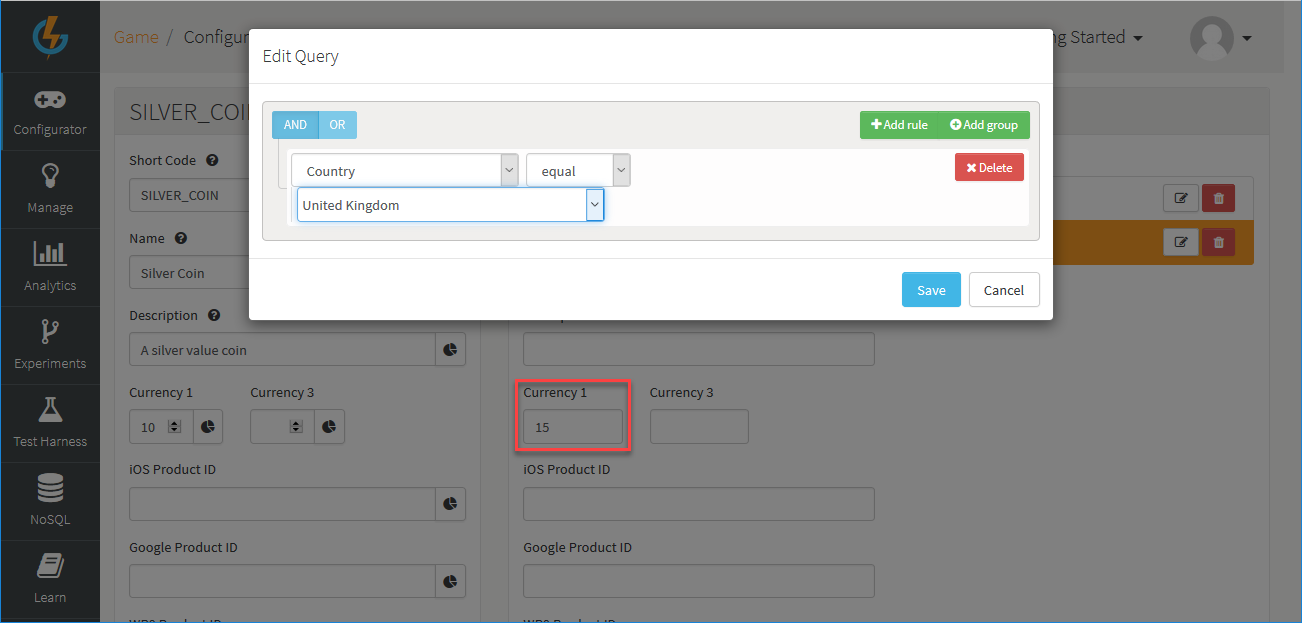 Game / Configur
ng Started
Edit Query
AND OR
Add rule Add group
Country equal
Delete
United Kingdom
Save Cancel
Configurator
Manage
Analytics
Experiments
Test Harness
NoSQL
Learn
SILVER_COI
Short Code
SILVER_COIN
Name
Silver Coin
Description
A silver value coin
Currency 1 Currency 3
10
iOS Product ID
Google Product ID
Currency 1 Currency 3
15
iOS Product ID
Google Product ID